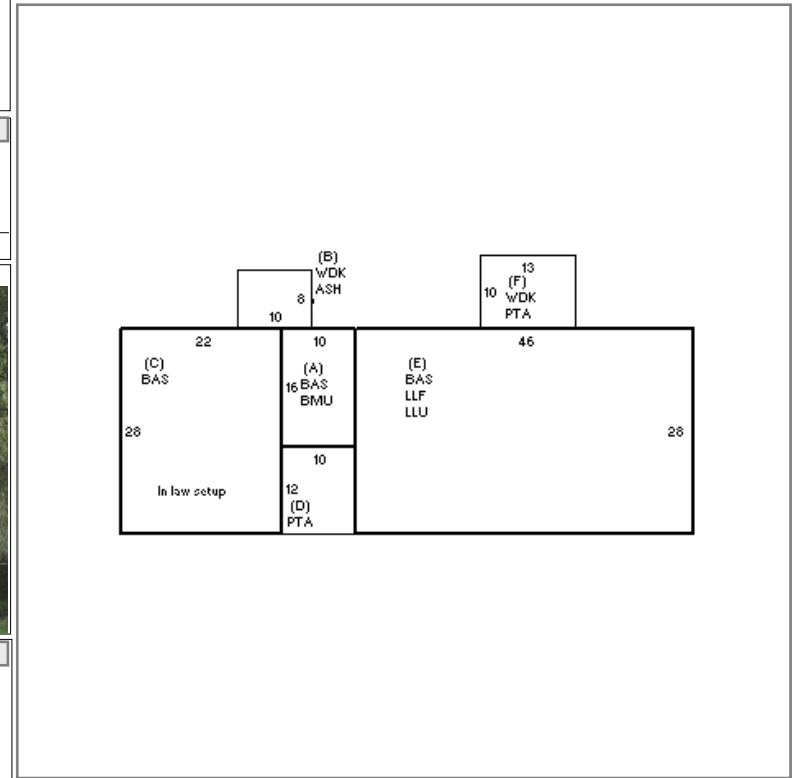 (B)
WDK
ASH
8
10
13
(F)
10 WDK
PTA
22
10
46
(C)
BAS
(A)
16 BAS
BMU
(E)
BAS
LLF
LLU
28
28
10
In law setup
12
(D)
PTA